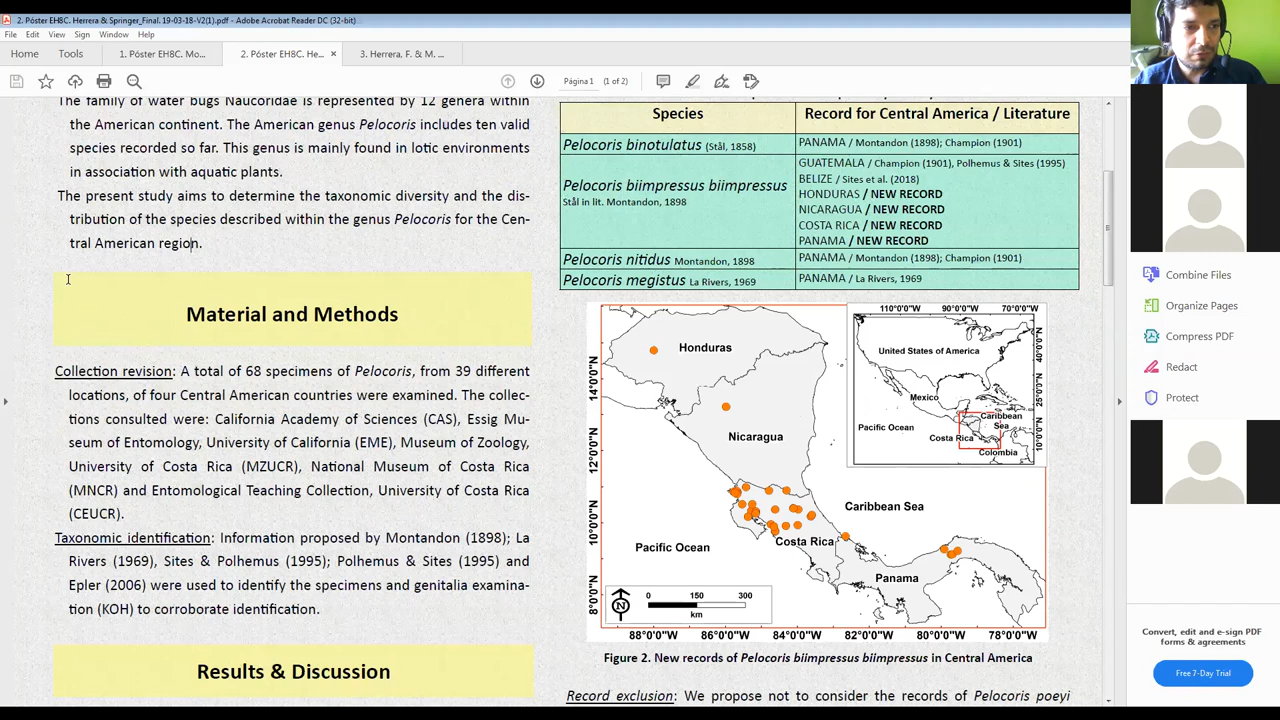 2. Póster EH8C. Herrera & Springer_Final. 19-03-18-V2(1).pdf - Adobe Acrobat Reader DC (32-bit)
File Edit View Sign Window Help
Home Tools 1. Póster EH8C. Mo... 2. Póster EH8C. He... × 3. Herrera, F. & M. ...
Página 1 (1 of 2)
The family of water bugs Naucoridae is represented by 12 genera within
the American continent. The American genus Pelocoris includes ten valid
species recorded so far. This genus is mainly found in lotic environments
in association with aquatic plants.
The present study aims to determine the taxonomic diversity and the dis-
tribution of the species described within the genus Pelocoris for the Cen-
tral American region.
Material and Methods
Collection revision: A total of 68 specimens of Pelocoris, from 39 different
locations, of four Central American countries were examined. The collec-
tions consulted were: California Academy of Sciences (CAS), Essig Mu-
seum of Entomology, University of California (EME), Museum of Zoology,
University of Costa Rica (MZUCR), National Museum of Costa Rica
(MNCR) and Entomological Teaching Collection, University of Costa Rica
(CEUCR).
Taxonomic identification: Information proposed by Montandon (1898); La
Rivers (1969), Sites & Polhemus (1995); Polhemus & Sites (1995) and
Epler (2006) were used to identify the specimens and genitalia examina-
tion (KOH) to corroborate identification.
Results & Discussion
Species Record for Central America / Literature
Pelocoris binotulatus (Stål, 1858) PANAMA / Montandon (1898); Champion (1901)
Pelocoris biimpressus biimpressus
Stål in lit. Montandon, 1898
GUATEMALA / Champion (1901), Polhemus & Sites (1995)
BELIZE / Sites et al. (2018)
HONDURAS / NEW RECORD
NICARAGUA / NEW RECORD
COSTA RICA / NEW RECORD
PANAMA / NEW RECORD
Pelocoris nitidus Montandon, 1898 PANAMA / Montandon (1898); Champion (1901)
Pelocoris megistus La Rivers, 1969 PANAMA / La Rivers, 1969
110°0'0"W 90°0'0"W 70°0'0"W
United States of America
Mexico
Caribbean
Sea
Pacific Ocean
Costa Rica
Colombia
40°0'0"N
25°0'0"N
10°0'0"N
Honduras
Nicaragua
Caribbean Sea
Costa Rica
Pacific Ocean
Panama
14°0'0"N
12°0'0"N
10°0'0"N
8°0'0"N
N
0 150 300
km
88°0'0"W 86°0'0"W 84°0'0"W 82°0'0"W 80°0'0"W 78°0'0"W
Figure 2. New records of Pelocoris biimpressus biimpressus in Central America
Record exclusion: We propose not to consider the records of Pelocoris poeyi
Combine Files
Organize Pages
Compress PDF
Redact
Protect
Convert, edit and e-sign PDF
forms & agreements
Free 7-Day Trial